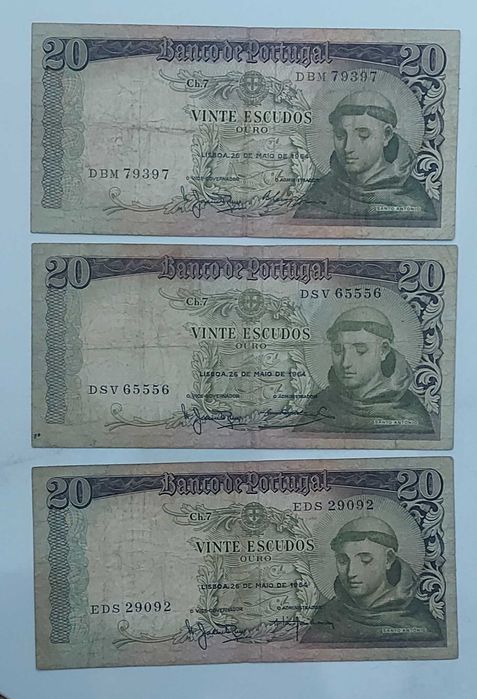 20 Banco de Portugal 20
Ch.7 DBM 79397
VINTE ESCUDOS
OURO
LISBOA, 26 DE MAIO DE 1964
DBM 79397
O VICE-GOVERNADOR O ADMINISTRADOR
SANTO ANTÓNIO
20 Banco de Portugal 20
Ch.7 DSV 65556
VINTE ESCUDOS
OURO
LISBOA, 26 DE MAIO DE 1964
DSV 65556
O VICE-GOVERNADOR O ADMINISTRADOR
SANTO ANTÓNIO
20 Banco de Portugal 20
Ch.7 EDS 29092
VINTE ESCUDOS
OURO
LISBOA, 26 DE MAIO DE 1964
EDS 29092
O VICE-GOVERNADOR O ADMINISTRADOR
SANTO ANTÓNIO